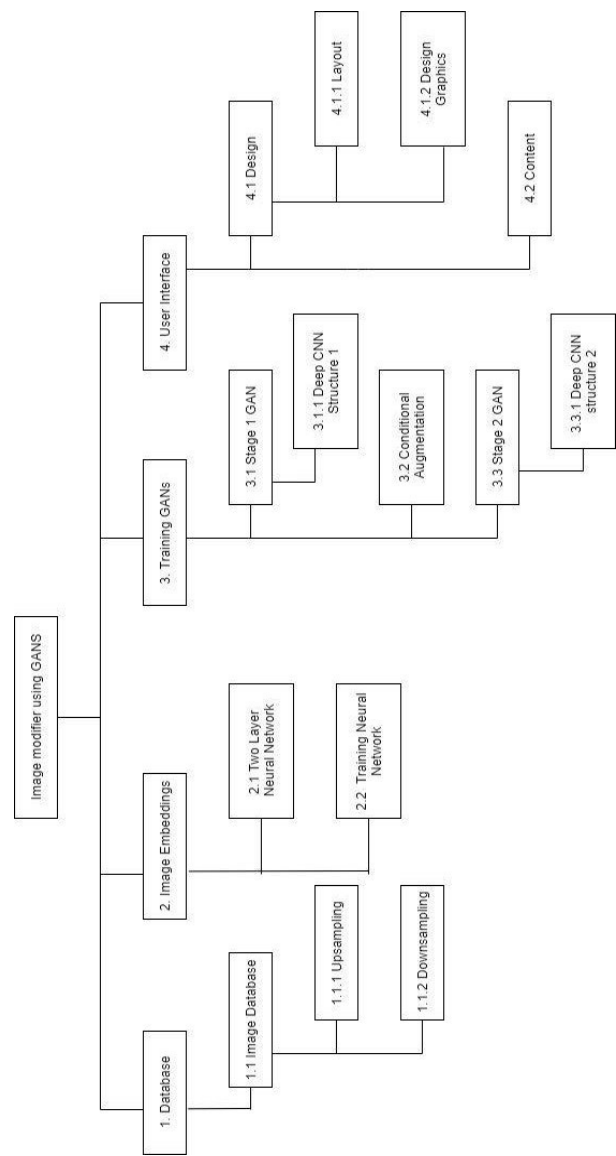 Image modifier using GANS
1. Database
1.1 Image Database
1.1.1 Upsampling
1.1.2 Downsampling
2. Image Embeddings
2.1 Two Layer
Neural Network
2.2 Training Neural
Network
3. Training GANs
3.1 Stage 1 GAN
3.1.1 Deep CNN
Structure 1
3.2 Conditional
Augmentation
3.3 Stage 2 GAN
3.3.1 Deep CNN
structure 2
4. User Interface
4.1 Design
4.1.1 Layout
4.1.2 Design
Graphics
4.2 Content